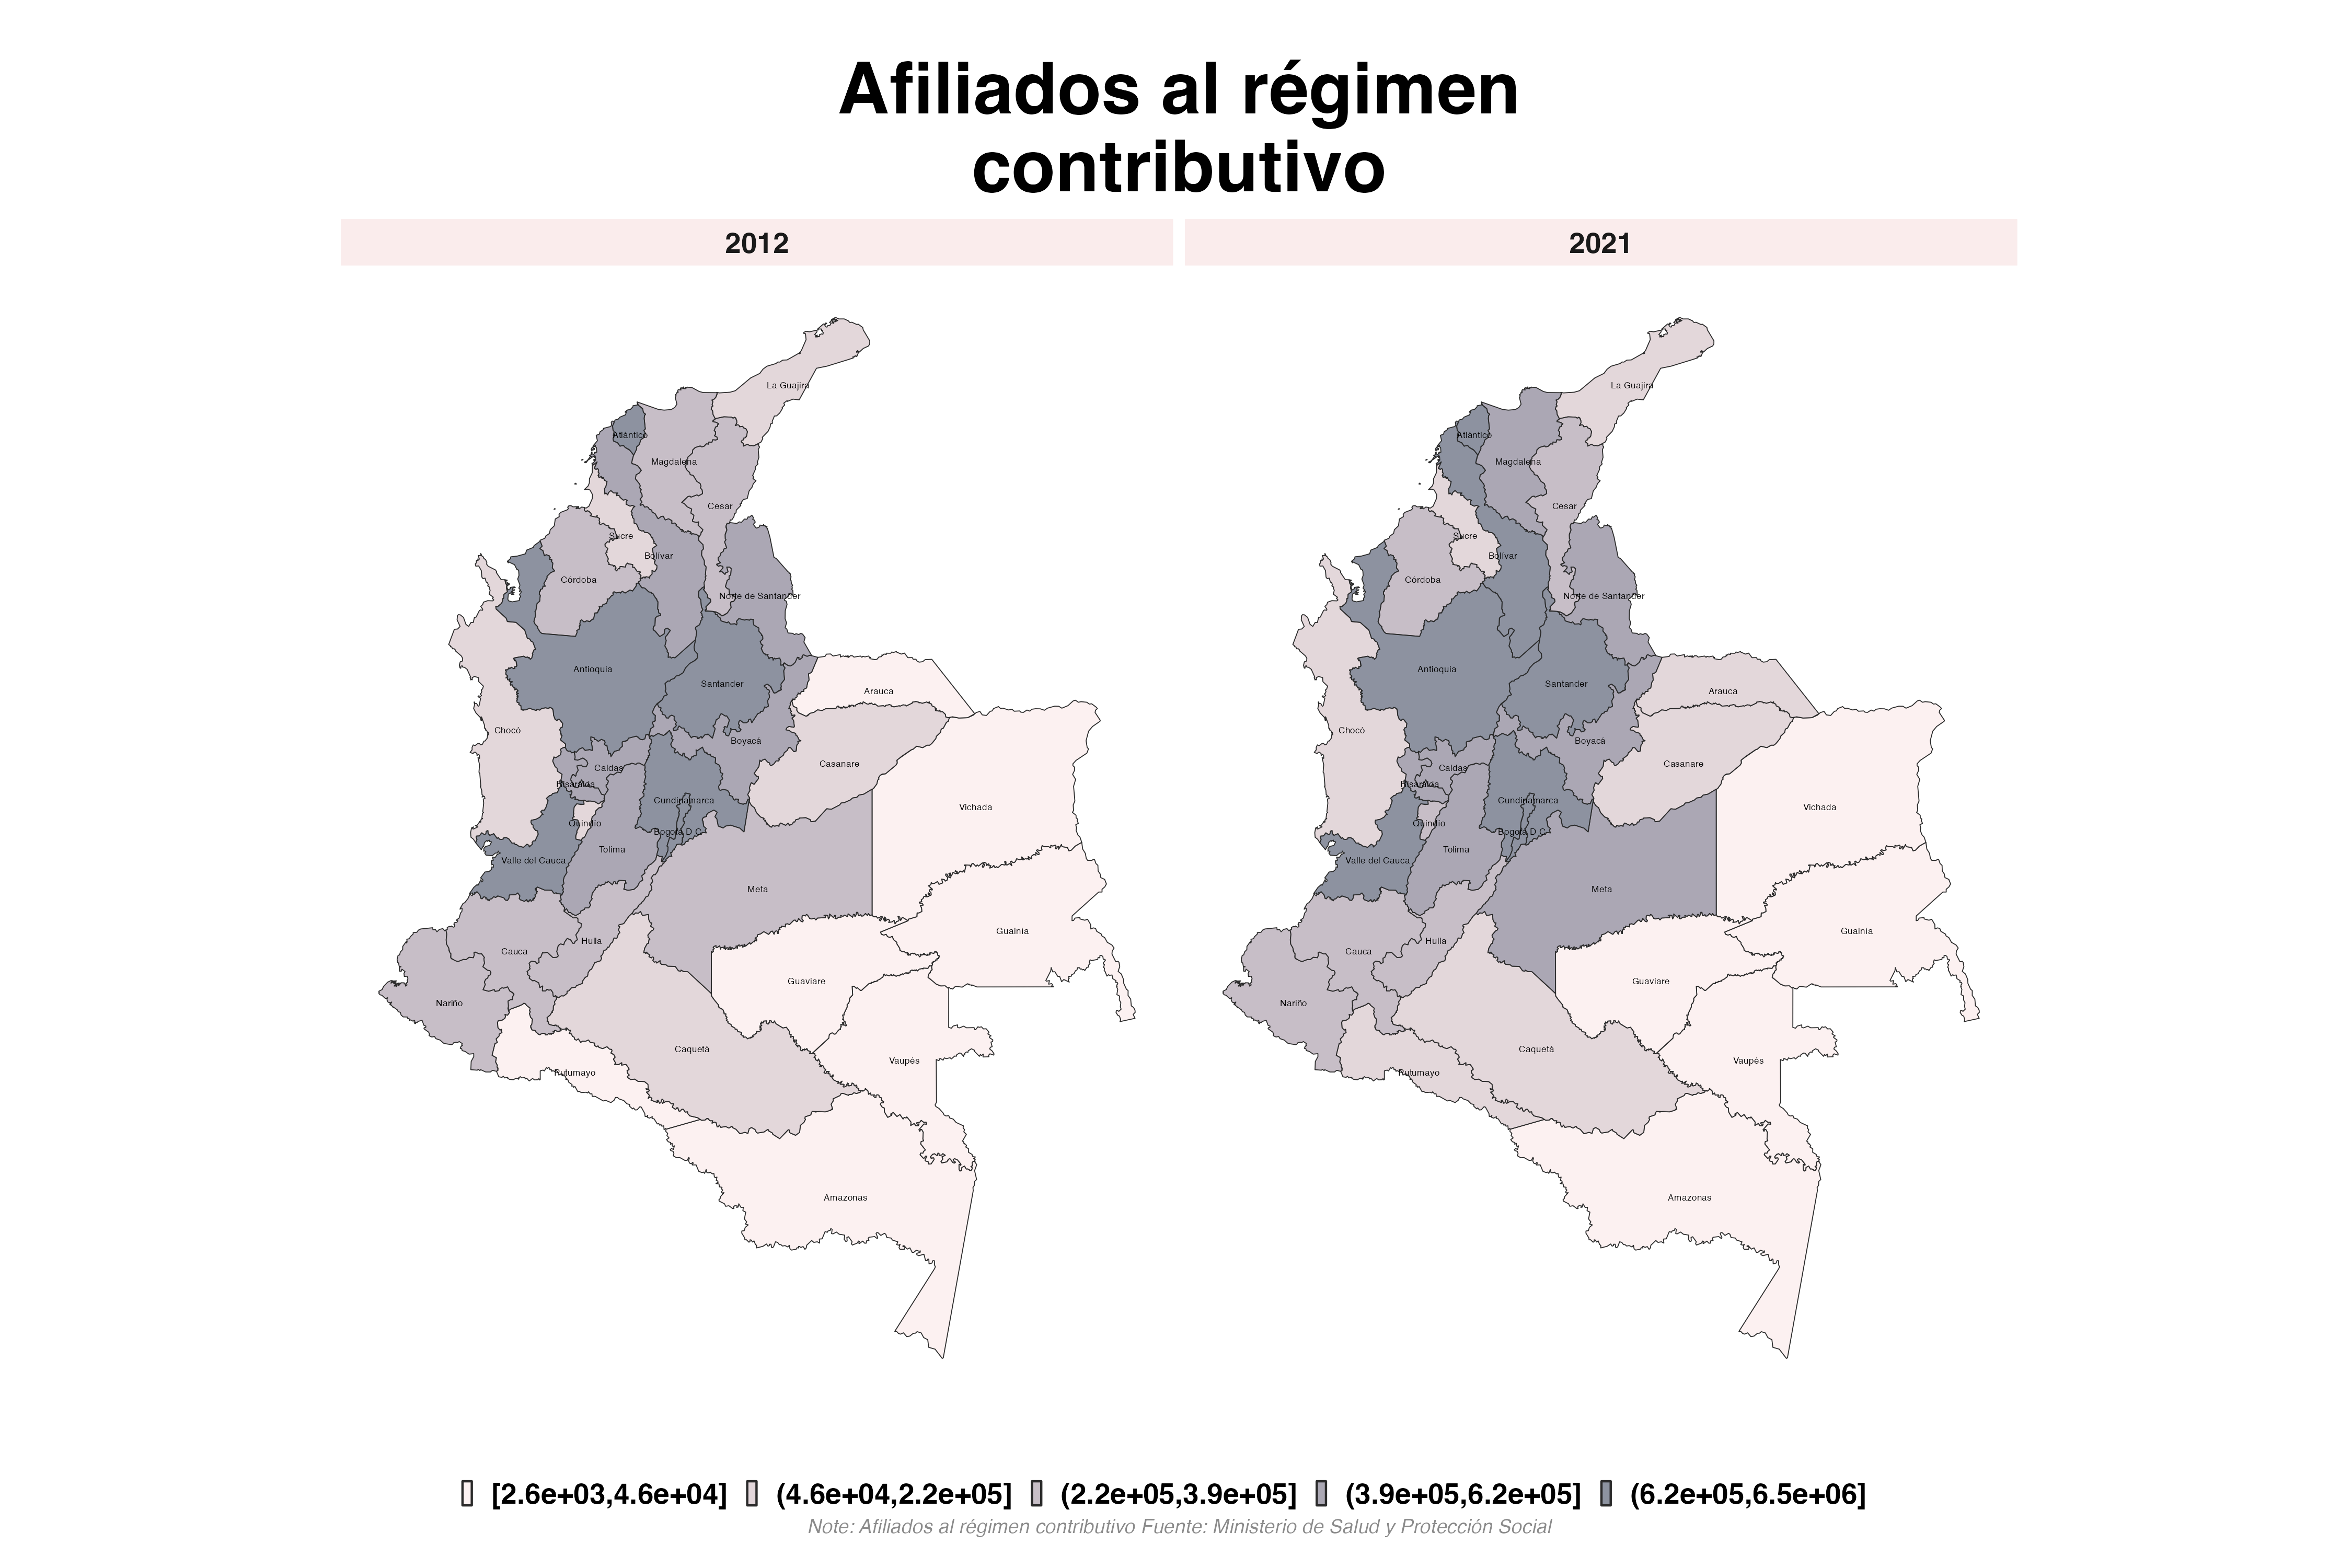 Afiliados al régimen
contributivo
2012
2021
La Guajira
Atlántico
Magdalena
Cesar
Sucre
Bolívar
Córdoba
Norte de Santander
Antioquia
Santander
Arauca
Chocó
Boyacá
Caldas
Casanare
Risaralda
Cundinamarca
Vichada
Quindío
Bogotá D C
Tolima
Valle del Cauca
Meta
Guainía
Huila
Cauca
Guaviare
Nariño
Caquetá
Vaupés
Putumayo
Amazonas
La Guajira
Atlántico
Magdalena
Cesar
Sucre
Bolívar
Córdoba
Norte de Santander
Antioquia
Santander
Arauca
Chocó
Boyacá
Caldas
Casanare
Risaralda
Cundinamarca
Vichada
Quindío
Bogotá D C
Tolima
Valle del Cauca
Meta
Guainía
Huila
Cauca
Guaviare
Nariño
Caquetá
Vaupés
Putumayo
Amazonas
[2.6e+03,4.6e+04] (4.6e+04,2.2e+05] (2.2e+05,3.9e+05] (3.9e+05,6.2e+05] (6.2e+05,6.5e+06]
Note: Afiliados al régimen contributivo Fuente: Ministerio de Salud y Protección Social